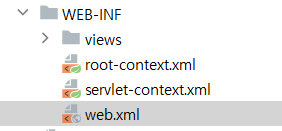 WEB-INF
views
root-context.xml
servlet-context.xml
web.xml